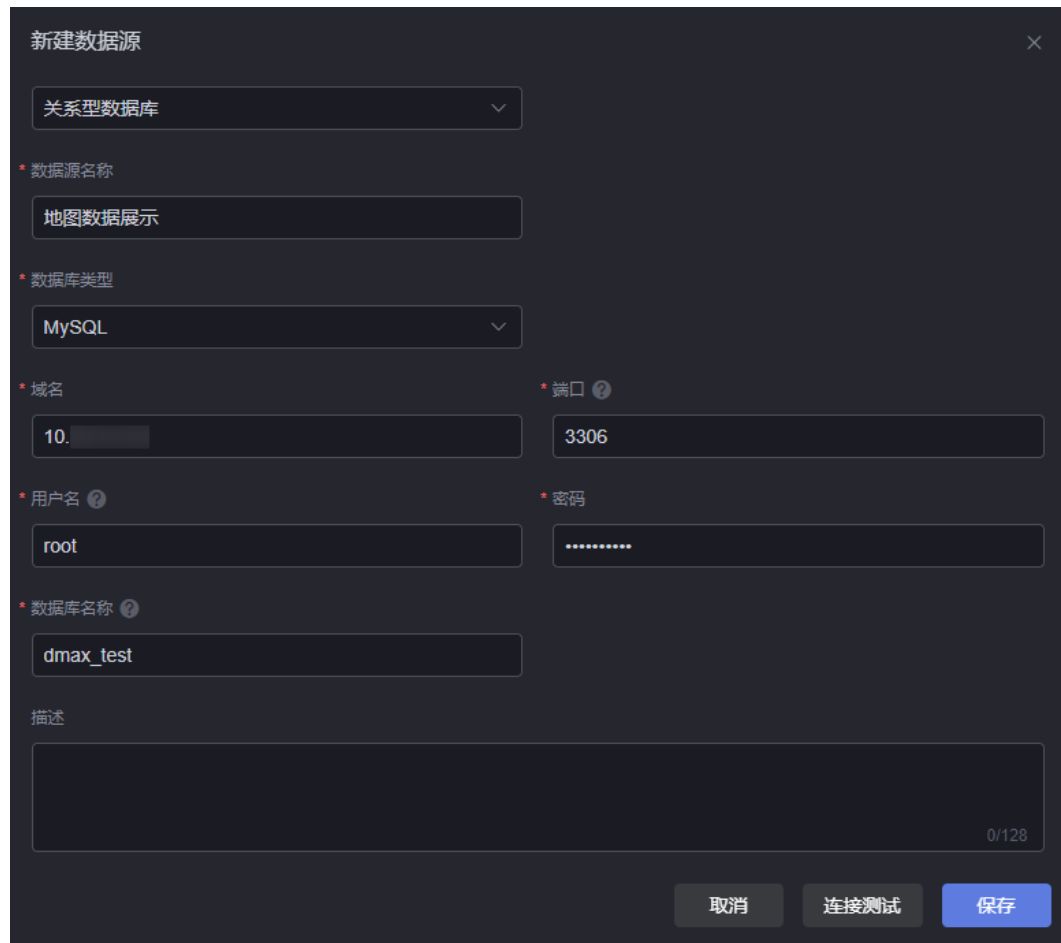 新建数据源
关系型数据库
* 数据源名称
地图数据展示
* 数据库类型
MySQL
* 域名
* 端口 ?
10.
3306
* 用户名 ?
* 密码
root
••••••••••
* 数据库名称 ?
dmax_test
描述
0/128
取消
连接测试
保存